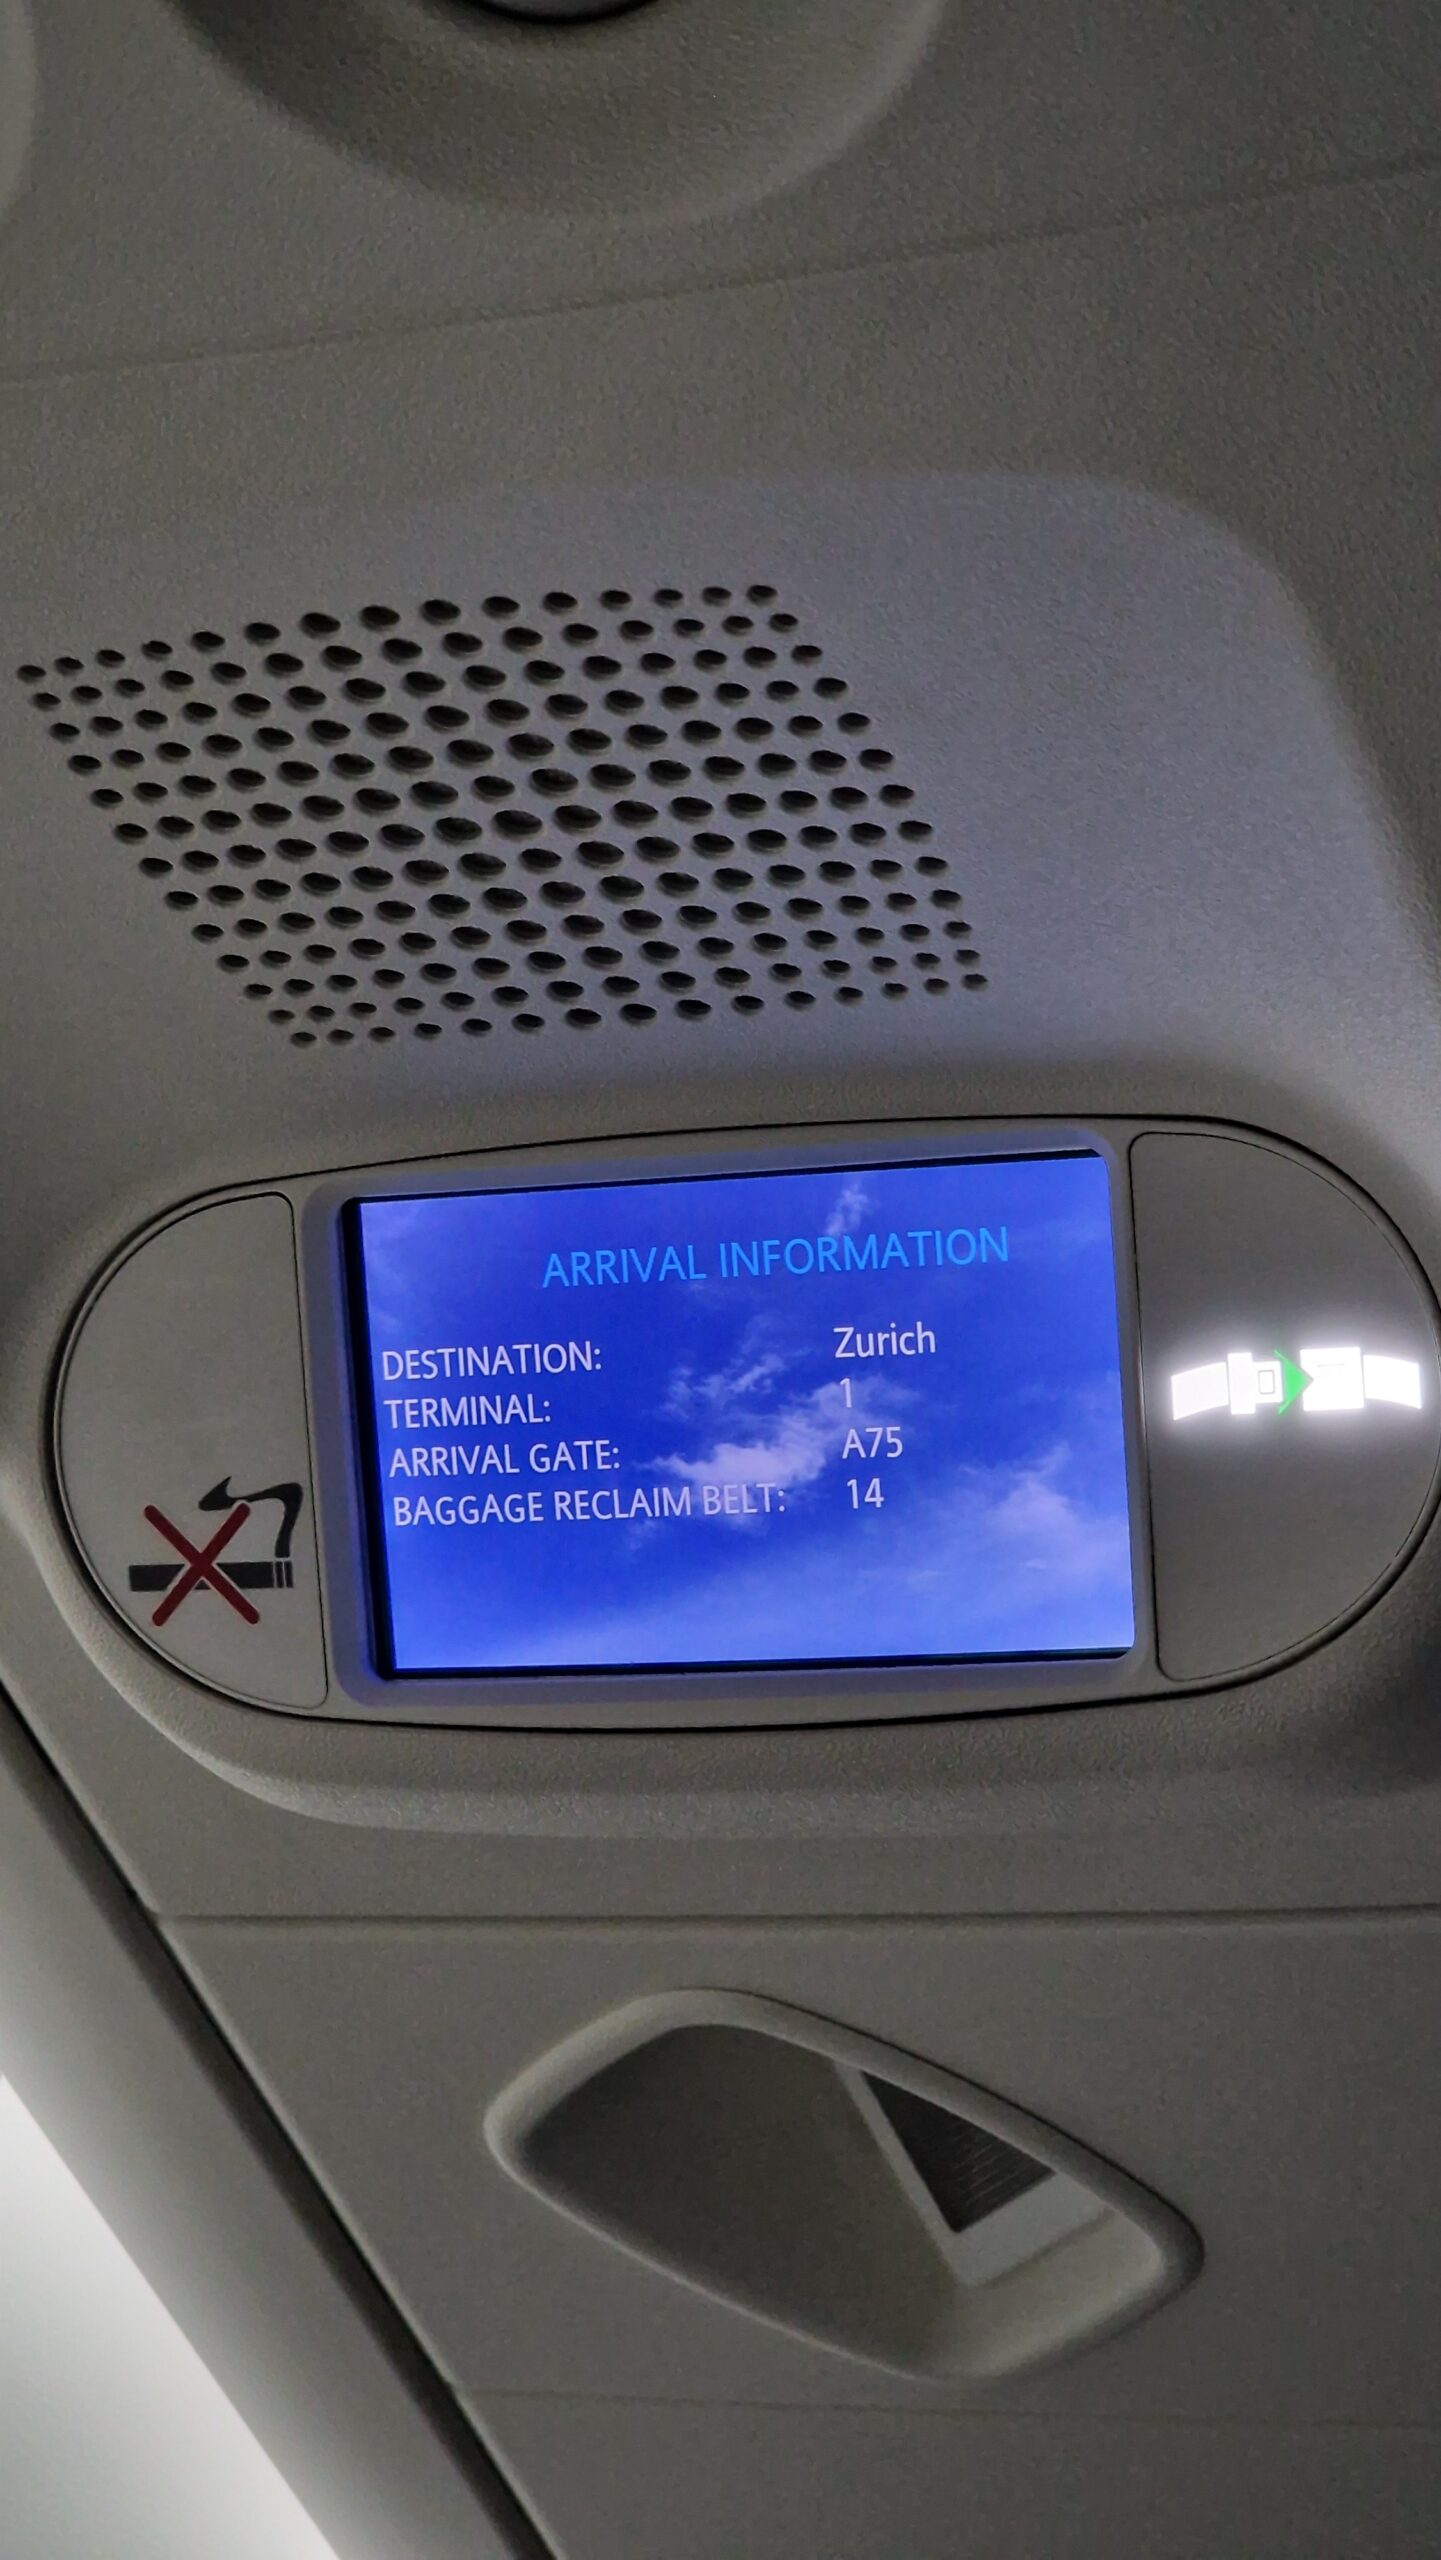 ARRIVAL INFORMATION
DESTINATION: Zurich
TERMINAL: 1
ARRIVAL GATE: A75
BAGGAGE RECLAIM BELT: 14